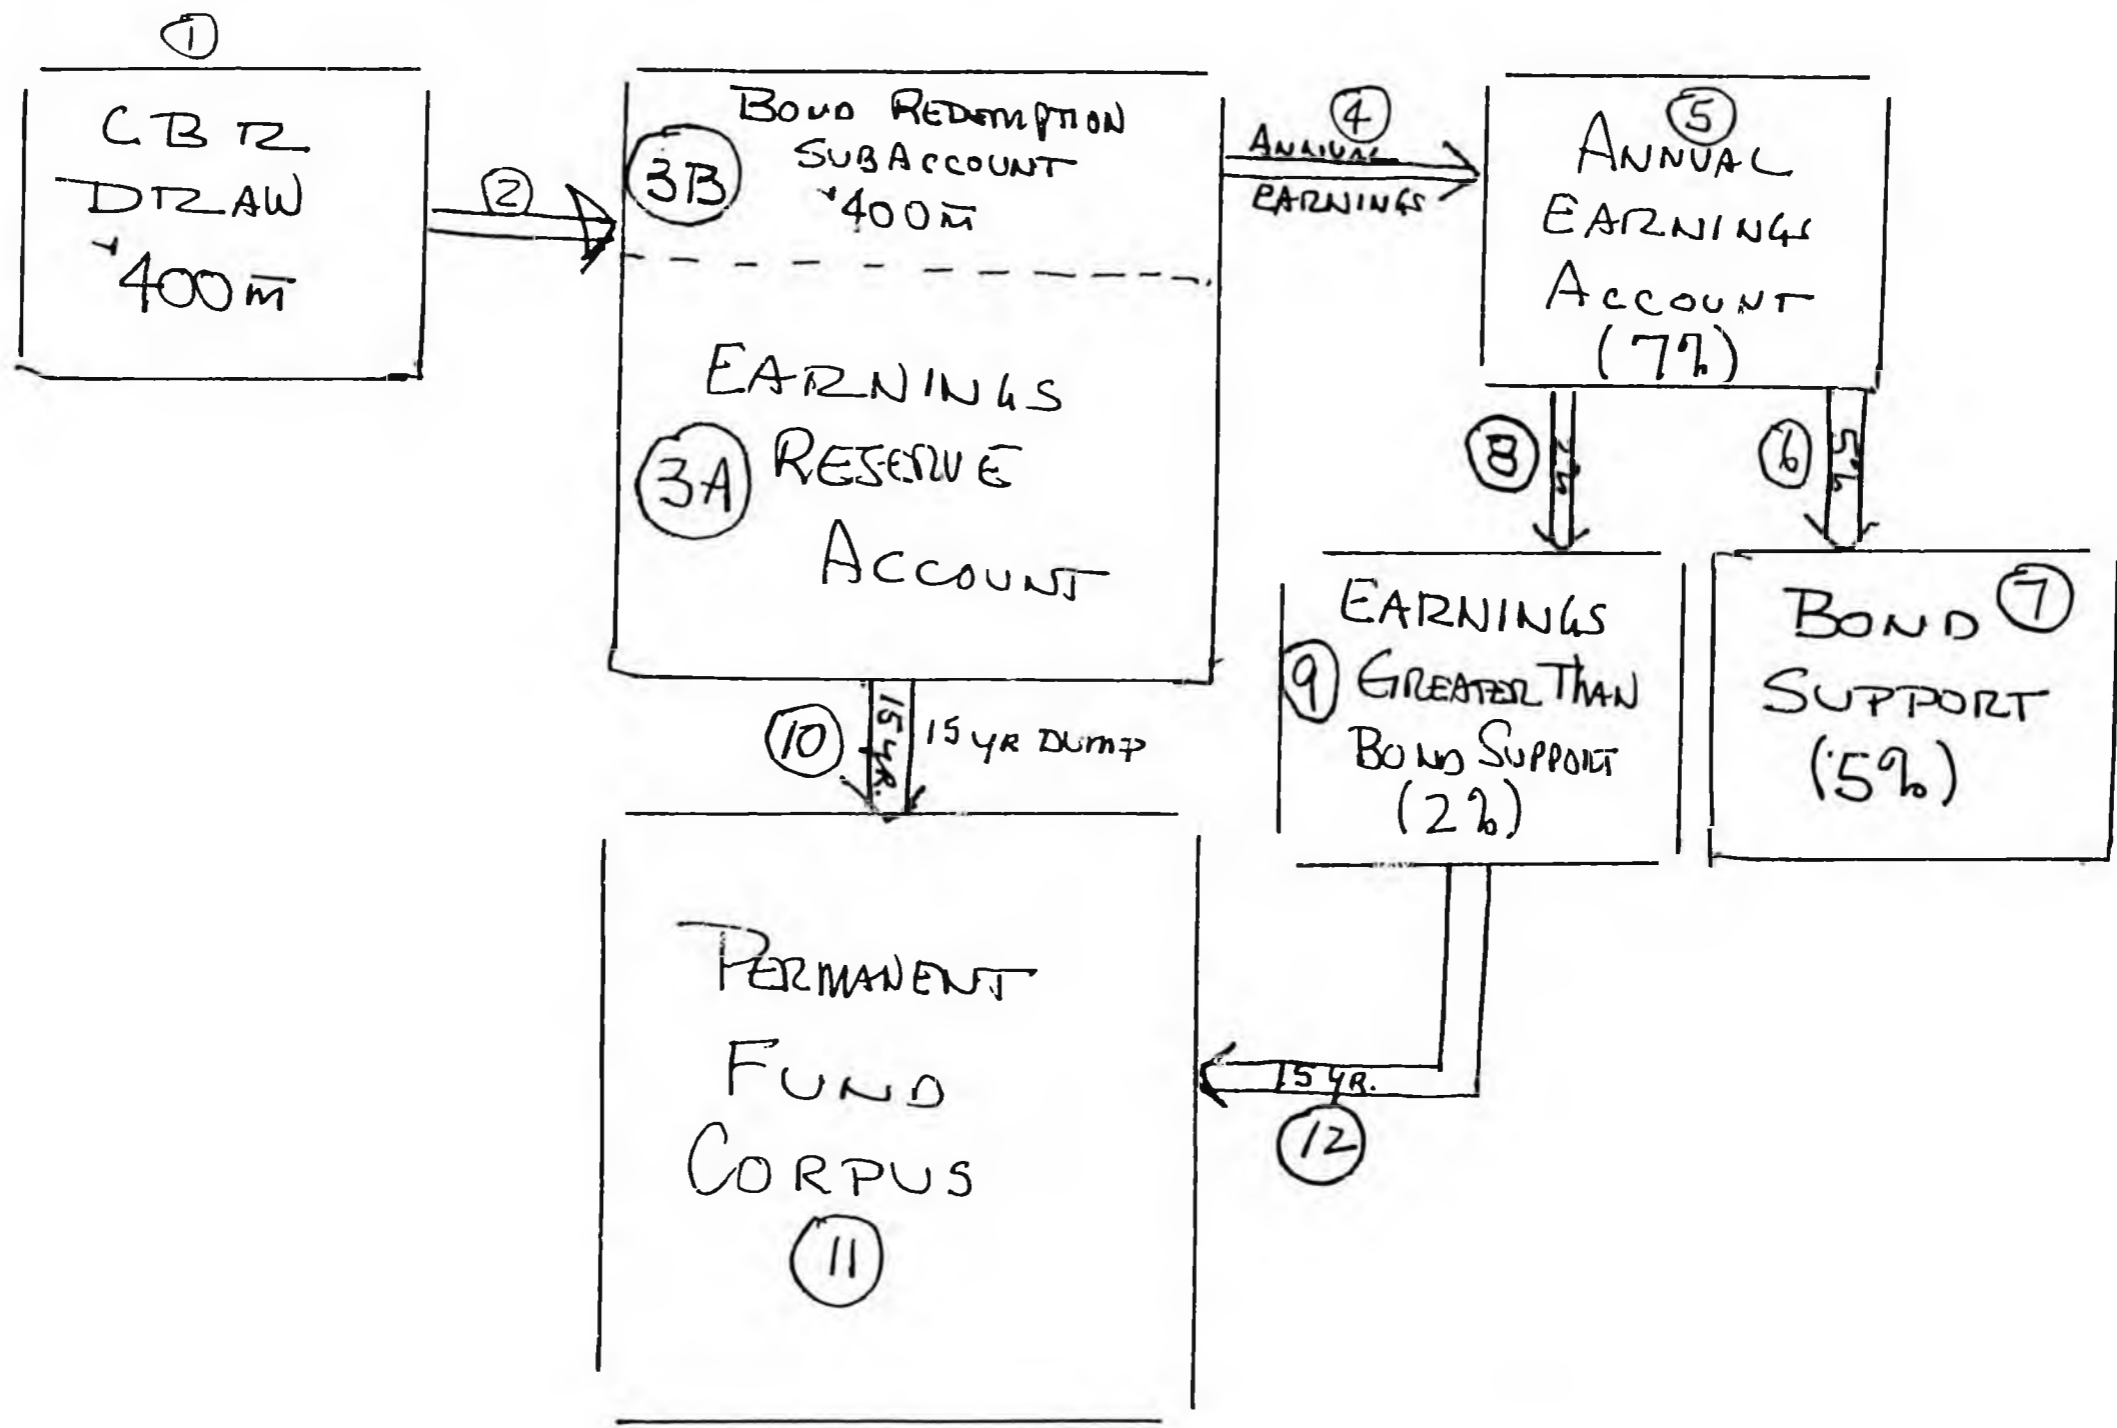 1
CBR
DRAW
$400m
2
BOND REDEMPTION
SUBACCOUNT
$400m
3B
EARNINGS
RESERVE
ACCOUNT
3A
4
ANNUAL
EARNINGS
5
ANNUAL
EARNINGS
ACCOUNT
(7%)
8
2%
6
5%
EARNINGS
9 GREATER THAN
BOND SUPPORT
(2%)
BOND 7
SUPPORT
(5%)
10
15 YR.
15 YR DUMP
PERMANENT
FUND
CORPUS
11
15 YR.
12